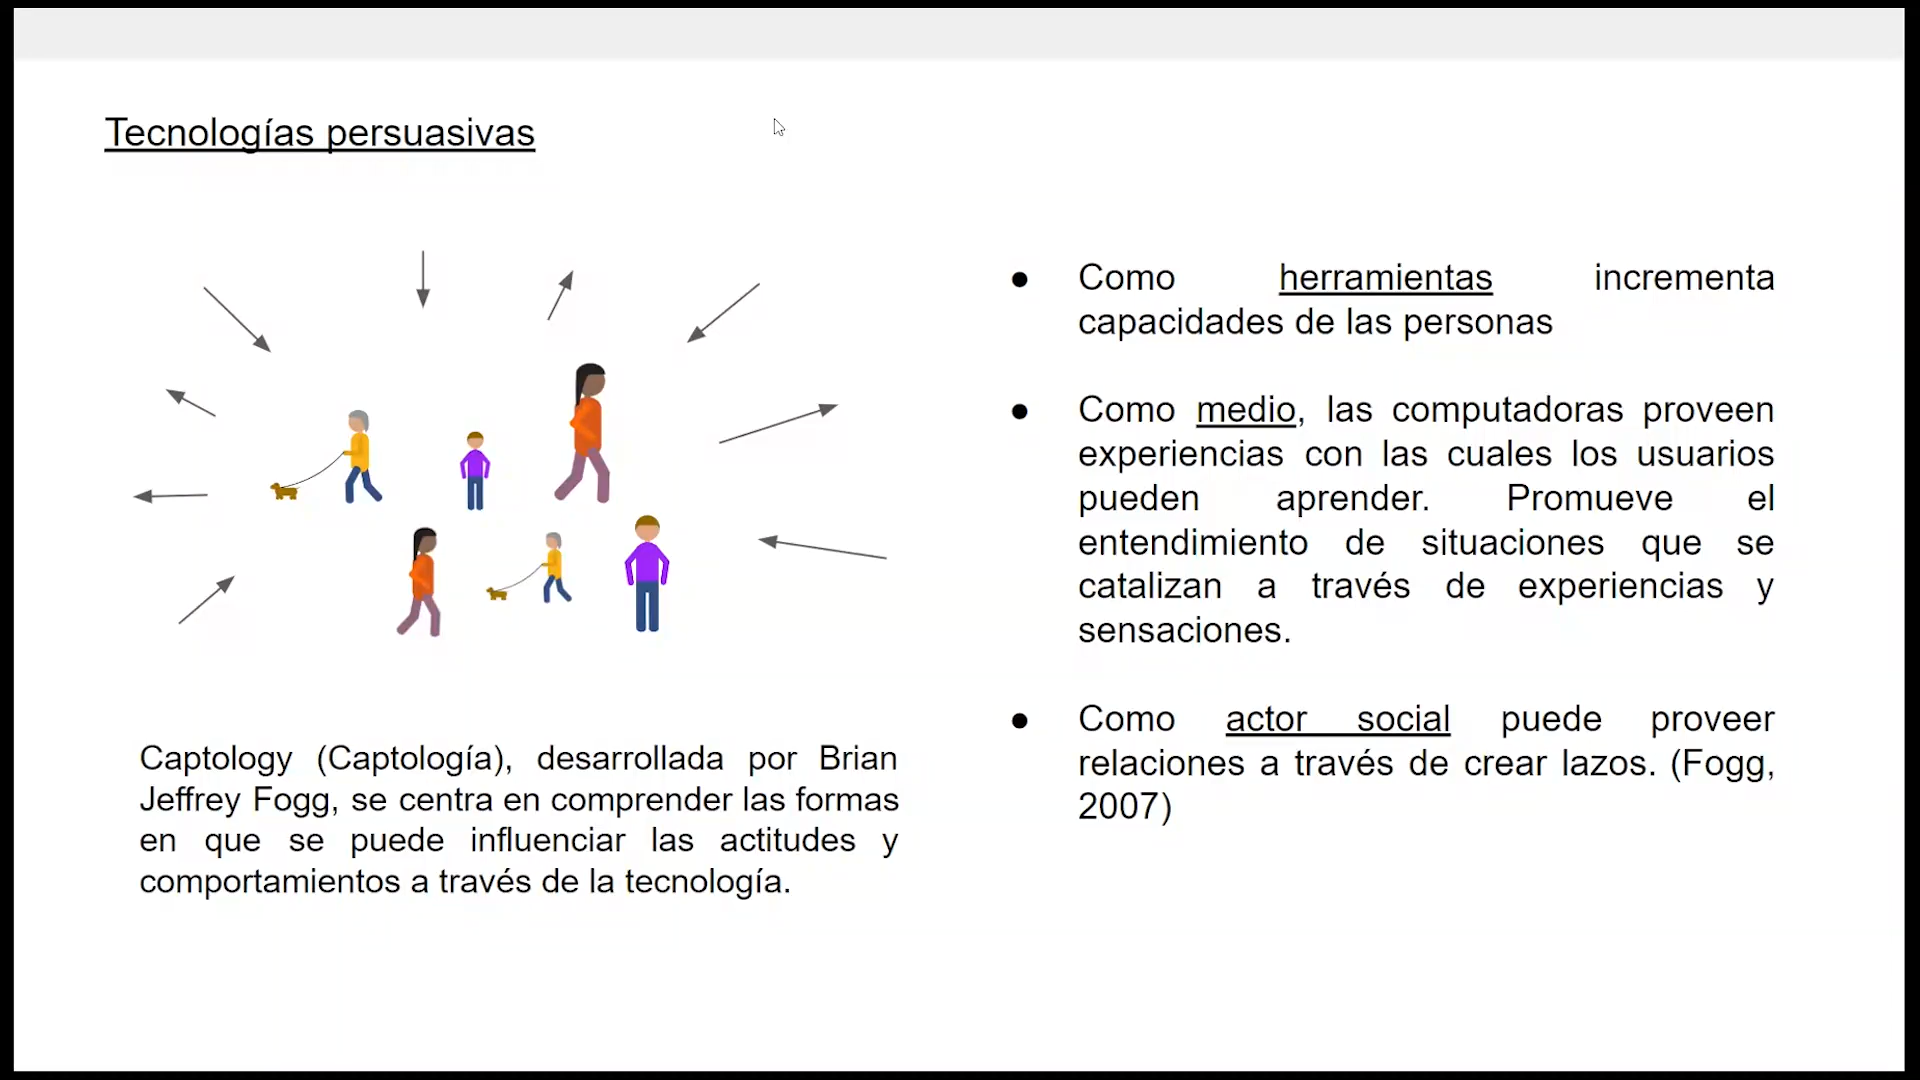 Tecnologías persuasivas
Captology (Captología), desarrollada por Brian
Jeffrey Fogg, se centra en comprender las formas
en que se puede influenciar las actitudes y
comportamientos a través de la tecnología.
● Como herramientas incrementa
capacidades de las personas
● Como medio, las computadoras proveen
experiencias con las cuales los usuarios
pueden aprender. Promueve el
entendimiento de situaciones que se
catalizan a través de experiencias y
sensaciones.
● Como actor social puede proveer
relaciones a través de crear lazos. (Fogg,
2007)